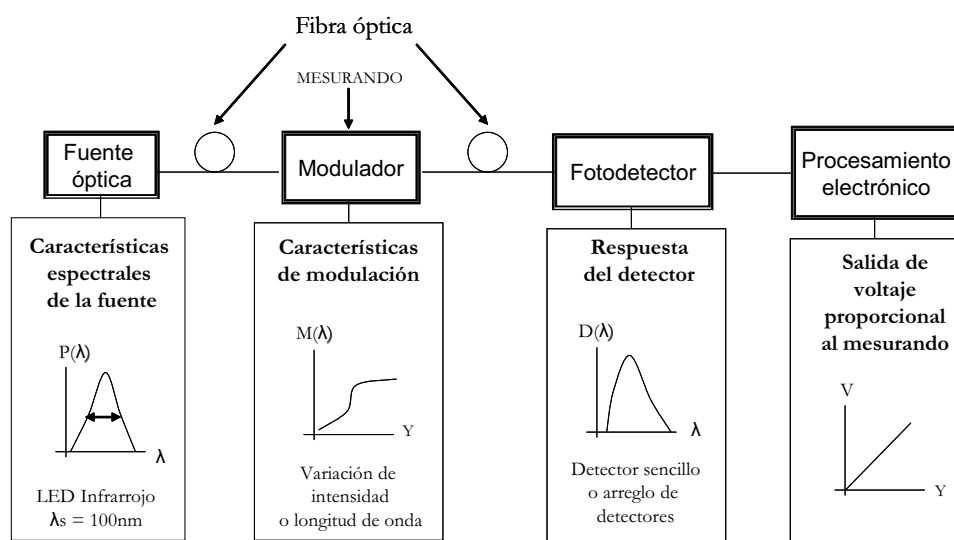 Fibra óptica
MESURANDO
Fuente
óptica
Modulador
Fotodetector
Procesamiento
electrónico
Característícas
espectrales
de la fuente
P(λ)
λ
LED Infrarrojo
λs = 100nm
Característícas
de modulación
M(λ)
Y
Variación de
intensidad
o longitud de onda
Respuesta
del detector
D(λ)
λ
Detector sencillo
o arreglo de
detectores
Salida de
voltaje
proporcional
al mesurando
V
Y